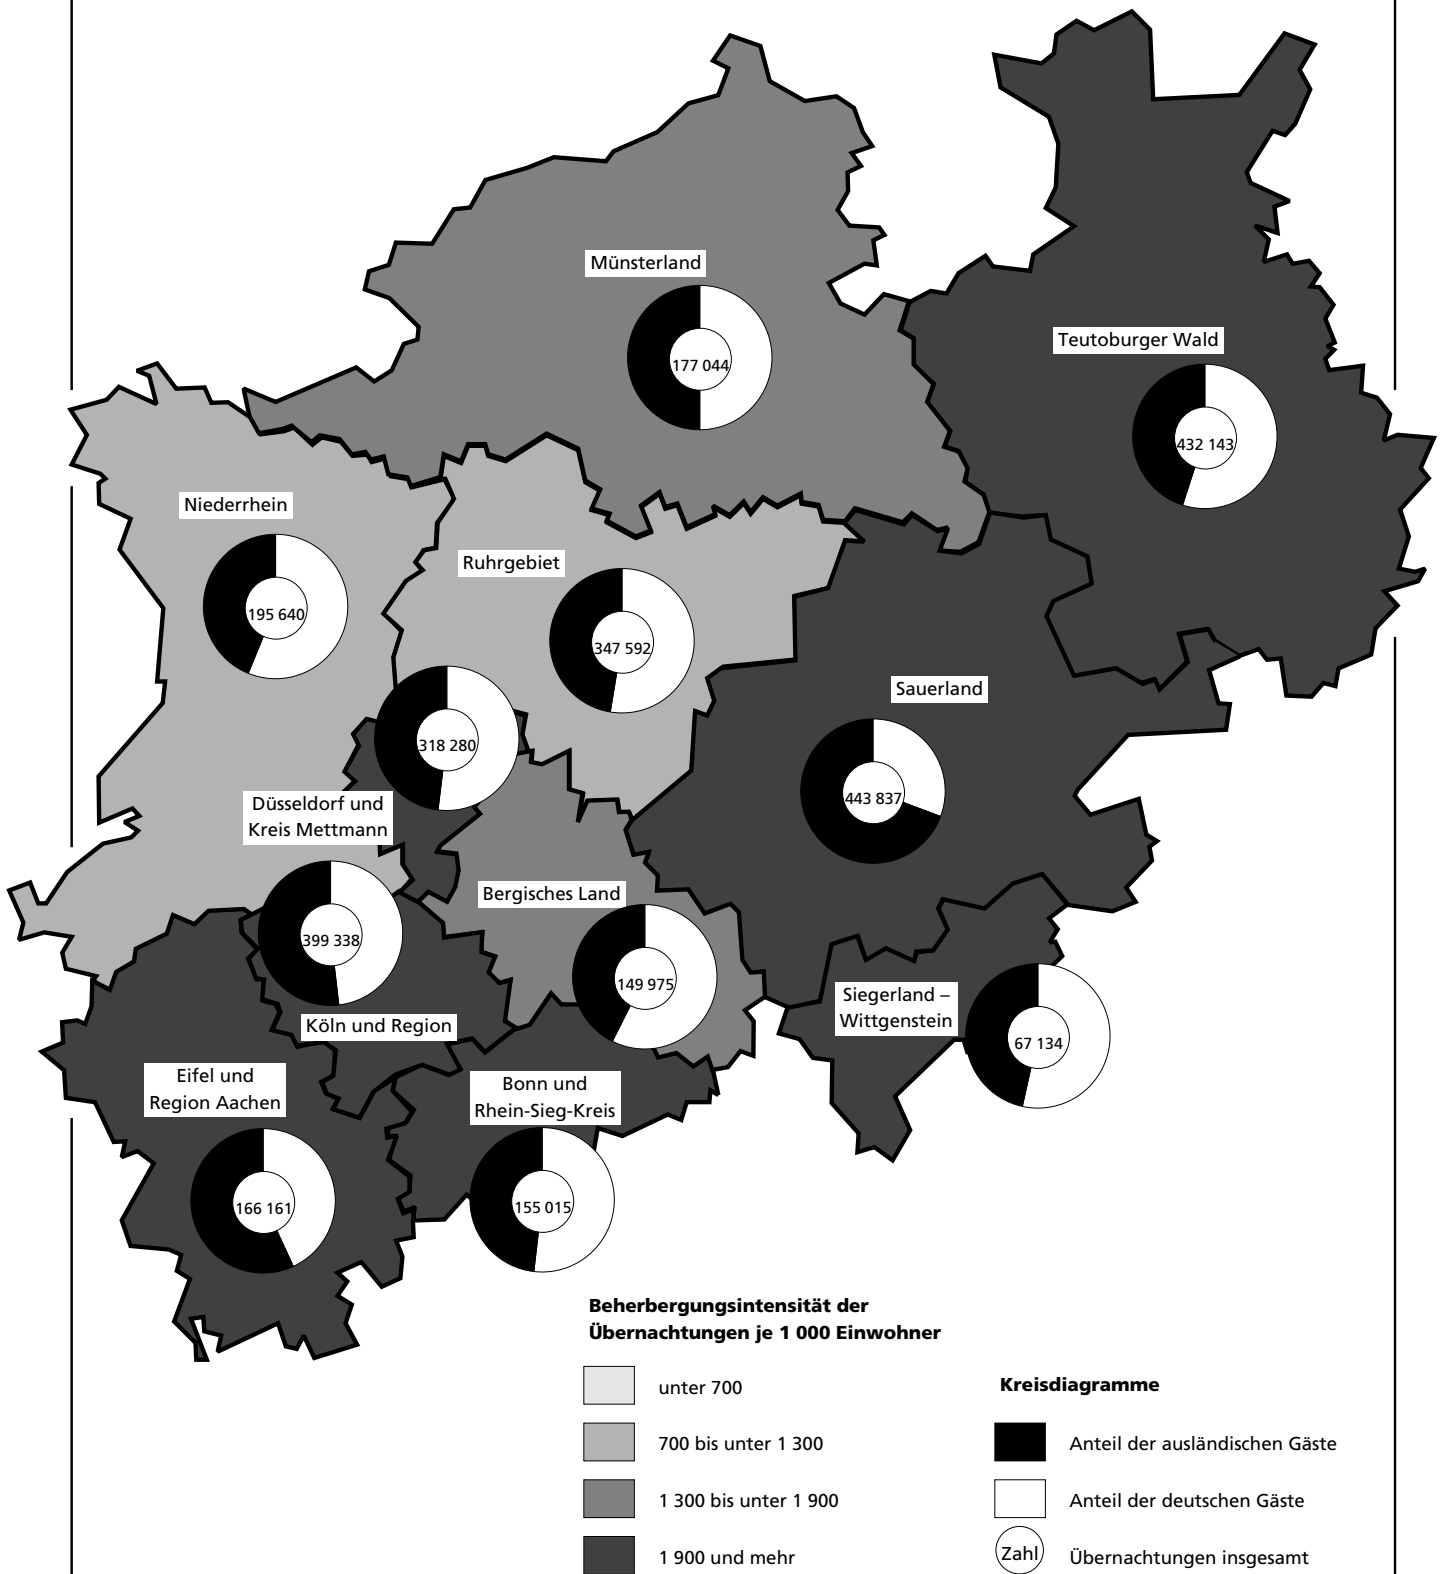 Münsterland
177 044
Teutoburger Wald
432 143
Niederrhein
195 640
Ruhrgebiet
347 592
Sauerland
443 837
318 280
Düsseldorf und
Kreis Mettmann
Bergisches Land
149 975
399 338
Köln und Region
Siegerland –
Wittgenstein
67 134
Eifel und
Region Aachen
166 161
Bonn und
Rhein-Sieg-Kreis
155 015
Beherbergungsintensität der
Übernachtungen je 1 000 Einwohner
unter 700
700 bis unter 1 300
1 300 bis unter 1 900
1 900 und mehr
Kreisdiagramme
Anteil der ausländischen Gäste
Anteil der deutschen Gäste
Zahl
Übernachtungen insgesamt